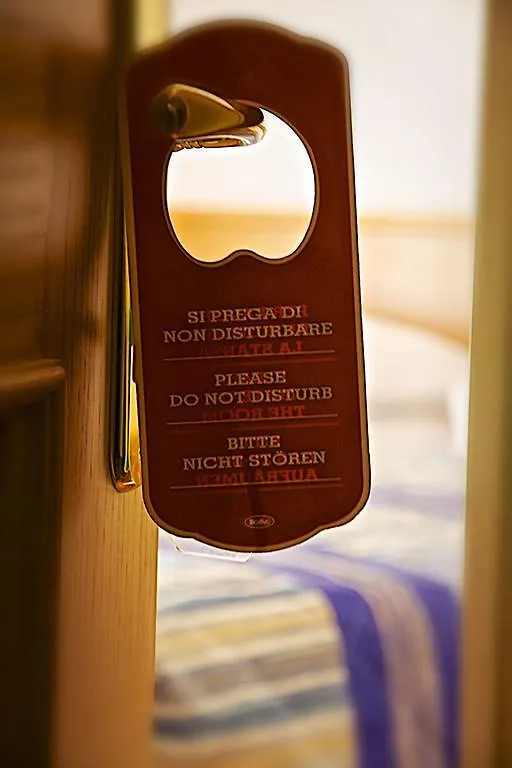 SI PREGA DI
NON DISTURBARE
PLEASE
DO NOT DISTURB
BITTE
NICHT STÖREN